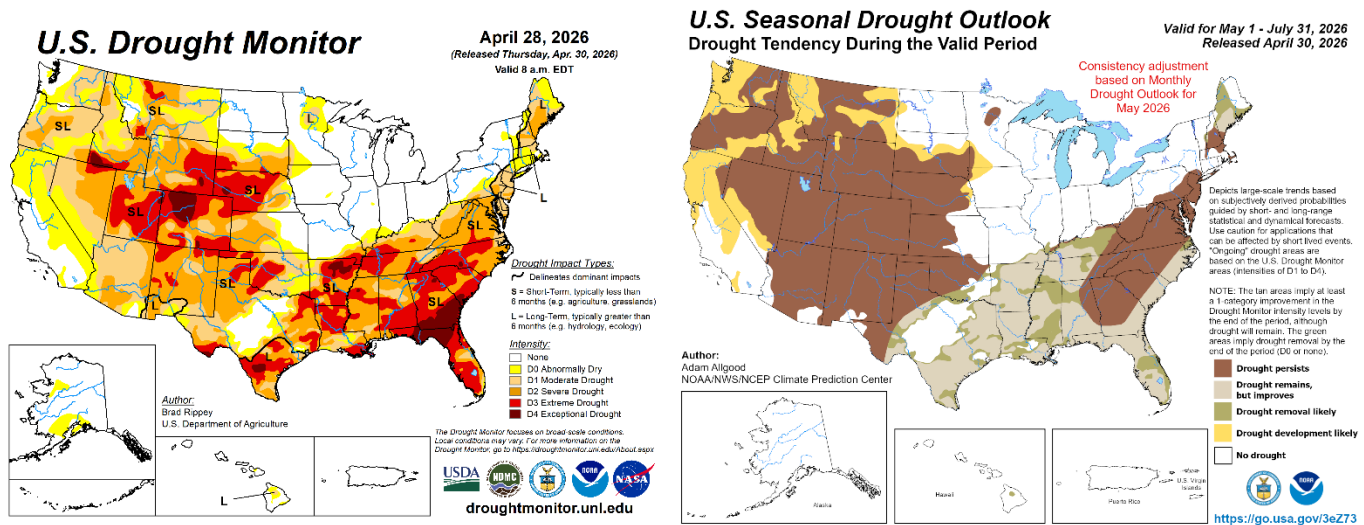 U.S. Drought Monitor
April 28, 2026
(Released Thursday, Apr. 30, 2026)
Valid 8 a.m. EDT
SL
SL
L
L
SL
SL
SL
L
SL
SL
SL
L
Drought Impact Types:
Delineates dominant impacts
S = Short-Term, typically less than
6 months (e.g. agriculture, grasslands)
L = Long-Term, typically greater than
6 months (e.g. hydrology, ecology)
Intensity:
None
D0 Abnormally Dry
D1 Moderate Drought
D2 Severe Drought
D3 Extreme Drought
D4 Exceptional Drought
Author:
Brad Rippey
U.S. Department of Agriculture
L
The Drought Monitor focuses on broad-scale conditions.
Local conditions may vary. For more information on the
Drought Monitor, go to https://droughtmonitor.unl.edu/About.aspx
USDA
NDMC
NOAA
NASA
droughtmonitor.unl.edu
U.S. Seasonal Drought Outlook
Drought Tendency During the Valid Period
Valid for May 1 - July 31, 2026
Released April 30, 2026
Consistency adjustment
based on Monthly
Drought Outlook for
May 2026
Depicts large-scale trends based
on subjectively derived probabilities
guided by short- and long-range
statistical and dynamical forecasts.
Use caution for applications that
can be affected by short lived events.
"Ongoing" drought areas are
based on the U.S. Drought Monitor
areas (intensities of D1 to D4).
NOTE: The tan areas imply at least
a 1-category improvement in the
Drought Monitor intensity levels by
the end of the period, although
drought will remain. The green
areas imply drought removal by the
end of the period (D0 or none).
Author:
Adam Allgood
NOAA/NWS/NCEP Climate Prediction Center
Drought persists
Drought remains,
but improves
Drought removal likely
Drought development likely
No drought
Alaska
Hawaii
Puerto Rico
U.S. Virgin
Islands
NOAA
https://go.usa.gov/3eZ73